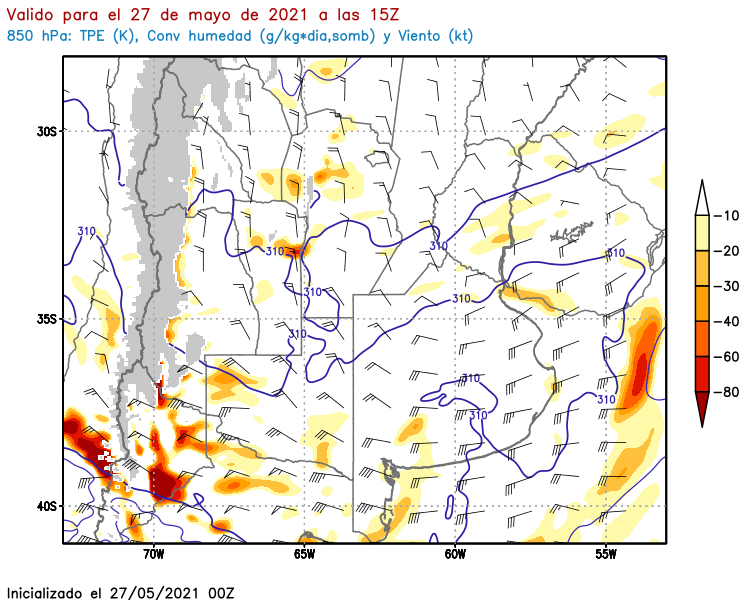 Valido para el 27 de mayo de 2021 a las 15Z
850 hPa: TPE (K), Conv humedad (g/kg*dia,somb) y Viento (kt)
30S
310
310
310
-10
310
-20
310
310
-30
35S
310
-40
-60
310
310
310
-80
40S
70W 65W 60W 55W
Inicializado el 27/05/2021 00Z